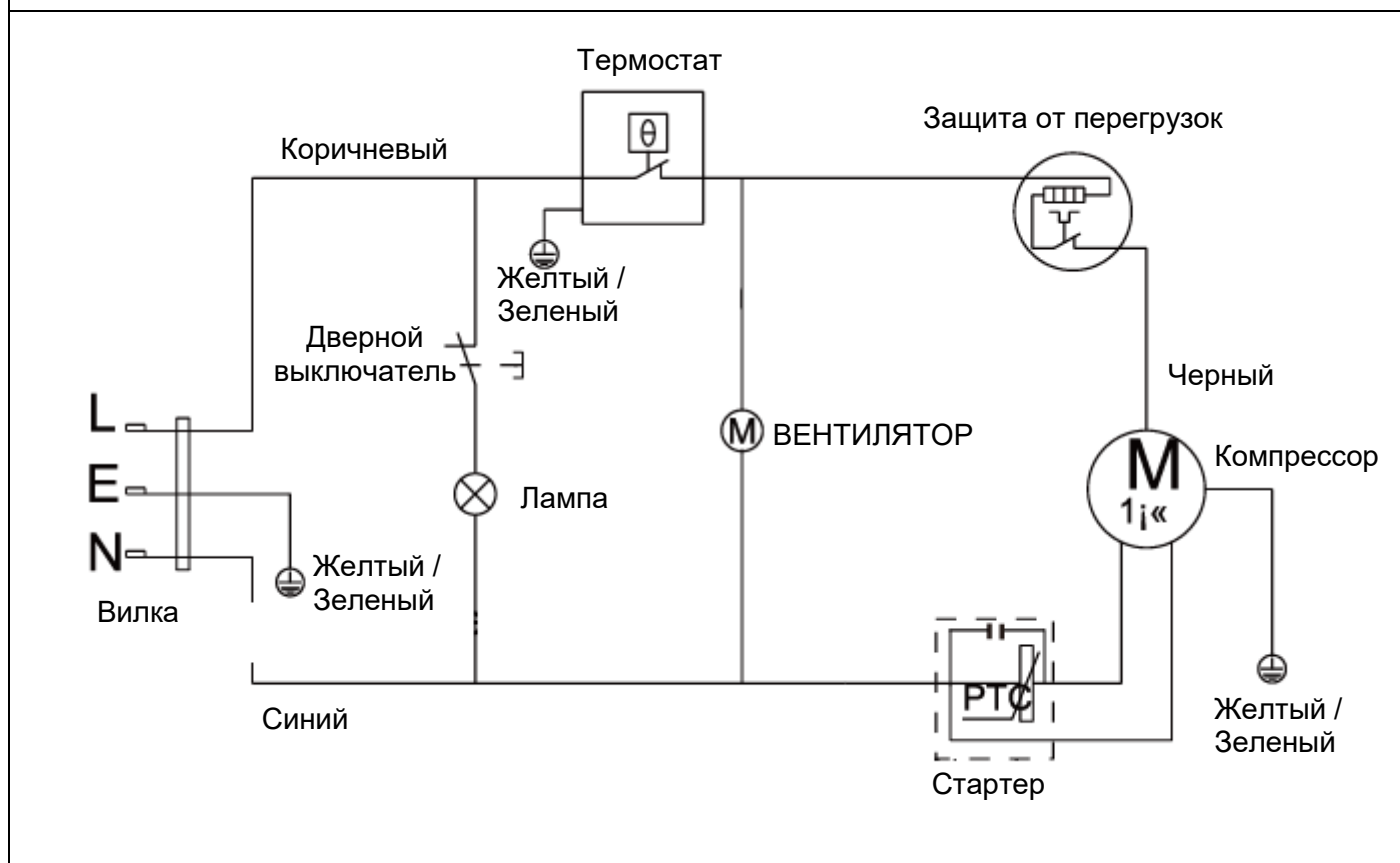 Термостат
Защита от перегрузок
Коричневый
θ
Желтый /
Зеленый
Дверной
выключатель
Черный
L
E
N
M ВЕНТИЛЯТОР
M
1¡«
Компрессор
Лампа
Желтый /
Зеленый
Вилка
PTC
Синий
Желтый /
Зеленый
Стартер